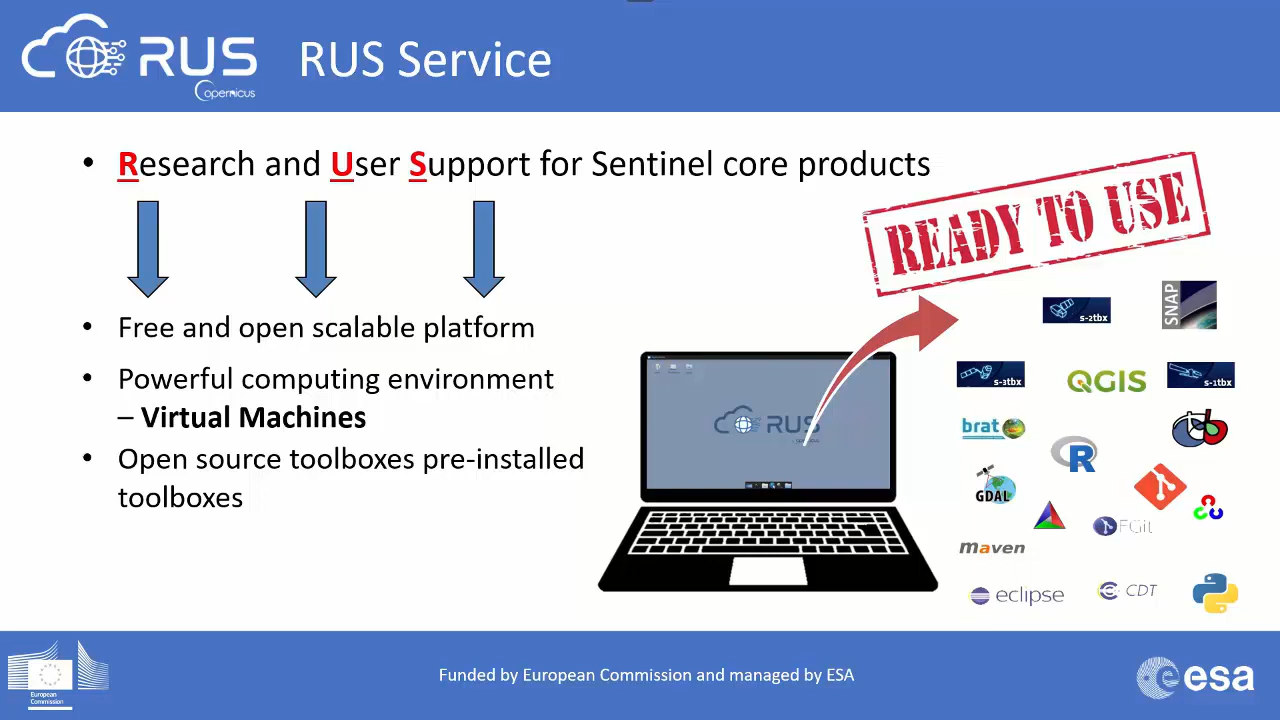 RUS
Copernicus
RUS Service
• Research and User Support for Sentinel core products
READY TO USE
• Free and open scalable platform
• Powerful computing environment
– Virtual Machines
• Open source toolboxes pre-installed
toolboxes
RUS
s-2tbx
SNAP
s-3tbx
QGIS
s-1tbx
brat
R
GDAL
EGit
maven
eclipse
CDT
European
Commission
Funded by European Commission and managed by ESA
esa